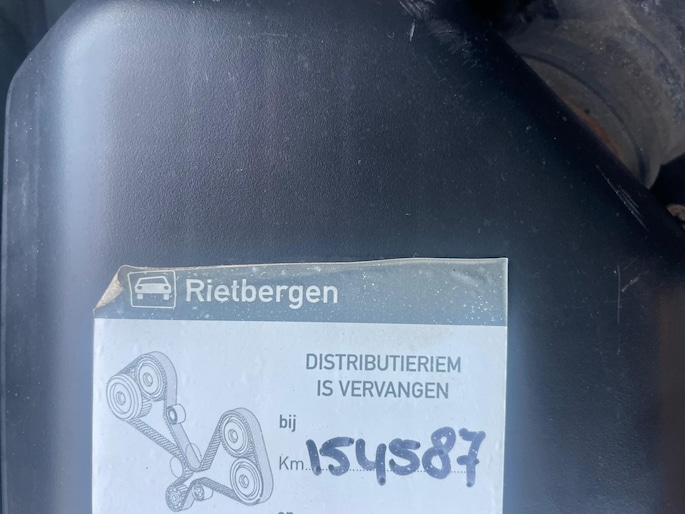 Rietbergen
DISTRIBUTIERIEM
IS VERVANGEN
bij
Km. 154587